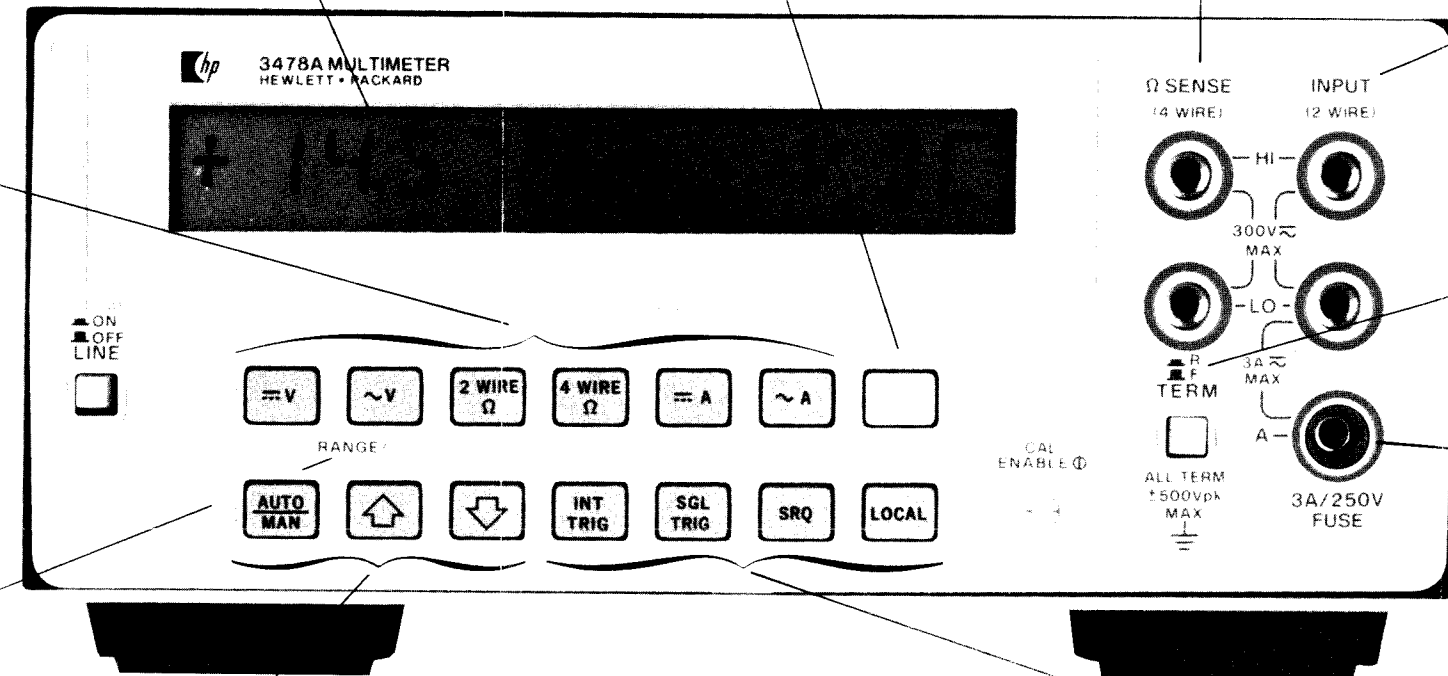 hp 3478A MULTIMETER
HEWLETT • PACKARD
Ω SENSE
(4 WIRE)
INPUT
(2 WIRE)
HI
300V⎓
MAX
LO
ON
OFF
LINE
R
F
TERM
3A
MAX
A
⎓V
~V
2 WIRE
Ω
4 WIRE
Ω
⎓A
~A
RANGE
CAL
ENABLE
AUTO
MAN
INT
TRIG
SGL
TRIG
SRQ
LOCAL
ALL TERM
±500Vpk
MAX
3A/250V
FUSE